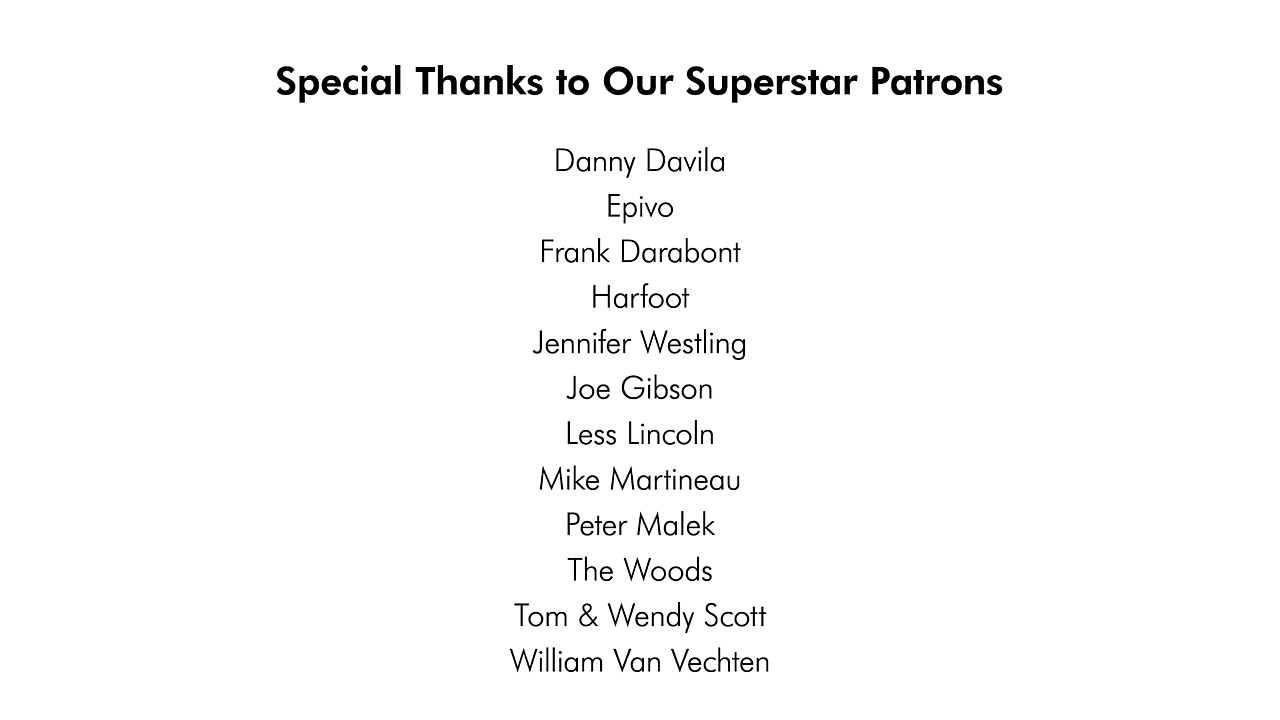 Special Thanks to Our Superstar Patrons
Danny Davila
Epivo
Frank Darabont
Harfoot
Jennifer Westling
Joe Gibson
Less Lincoln
Mike Martineau
Peter Malek
The Woods
Tom & Wendy Scott
William Van Vechten